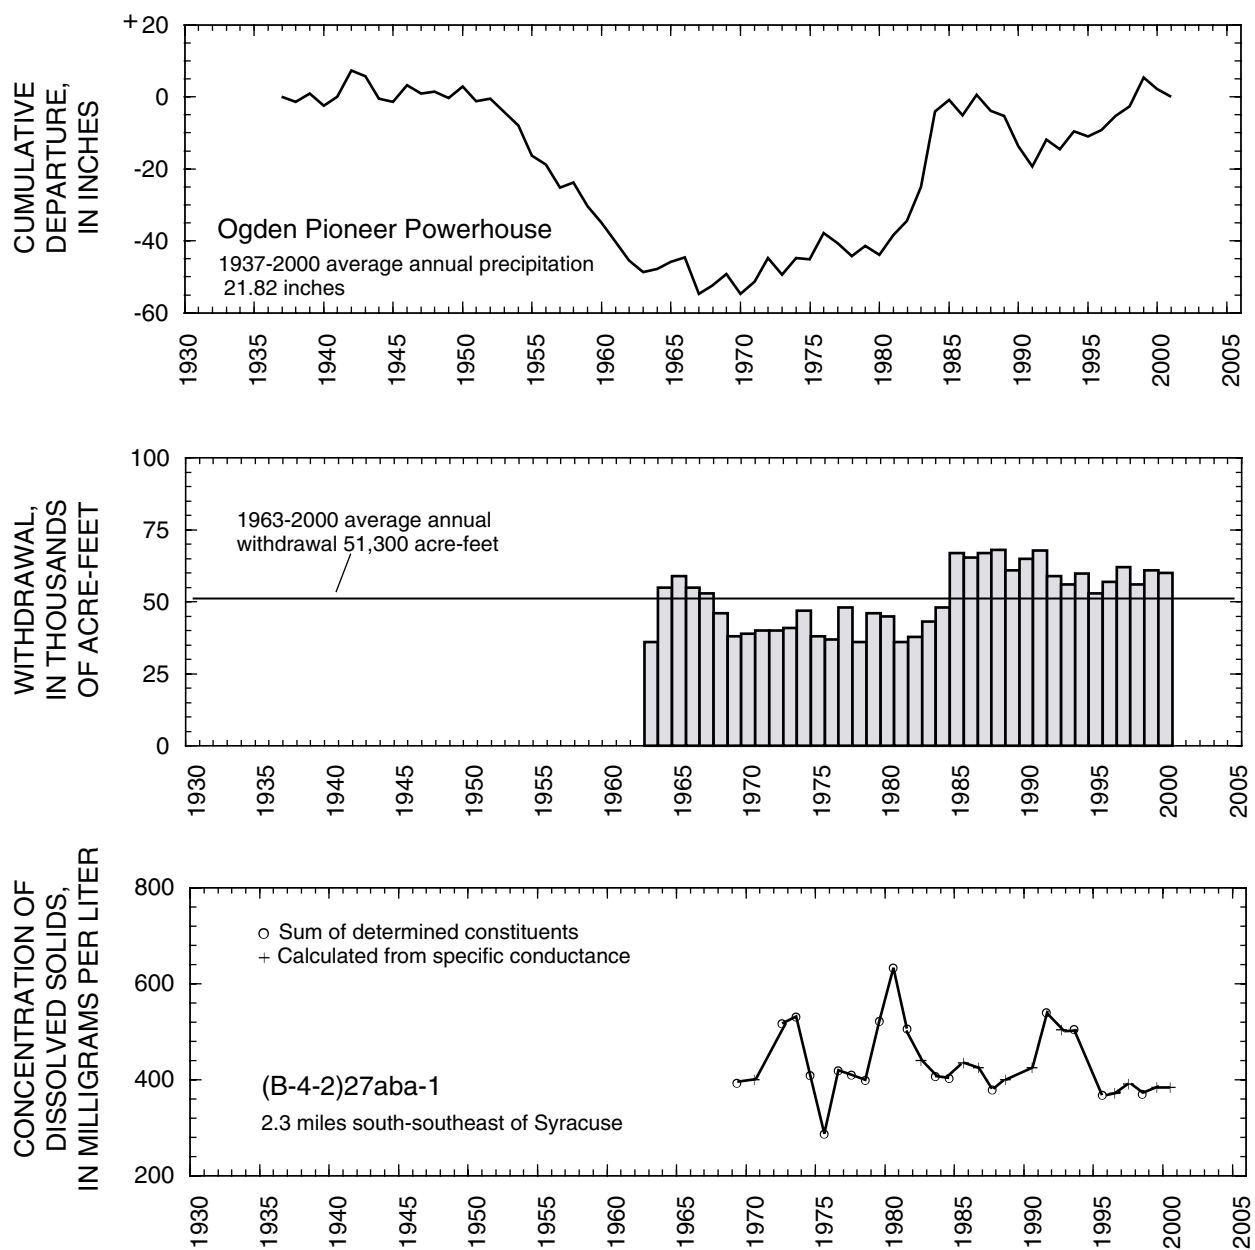 CUMULATIVE
DEPARTURE,
IN INCHES
+20
0
-20
-40
-60
Ogden Pioneer Powerhouse
1937-2000 average annual precipitation
21.82 inches
1930 1935 1940 1945 1950 1955 1960 1965 1970 1975 1980 1985 1990 1995 2000 2005
WITHDRAWAL,
IN THOUSANDS
OF ACRE-FEET
100
75
50
25
0
1963-2000 average annual
withdrawal 51,300 acre-feet
1930 1935 1940 1945 1950 1955 1960 1965 1970 1975 1980 1985 1990 1995 2000 2005
CONCENTRATION OF
DISSOLVED SOLIDS,
IN MILLIGRAMS PER LITER
800
600
400
200
Sum of determined constituents
+ Calculated from specific conductance
(B-4-2)27aba-1
2.3 miles south-southeast of Syracuse
1930 1935 1940 1945 1950 1955 1960 1965 1970 1975 1980 1985 1990 1995 2000 2005